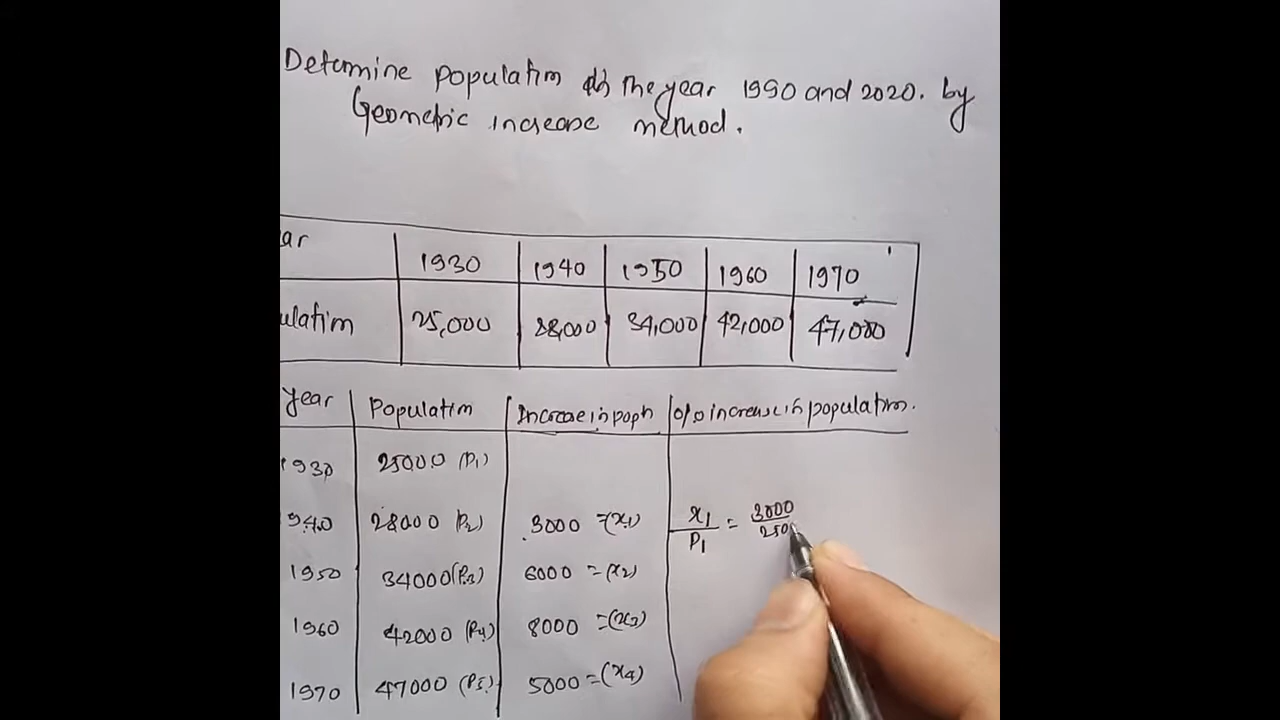 Determine population in the year 1990 and 2020. by
Geometric increase method.
ar 1930 1940 1950 1960 1970
ulation 25,000 28,000 34,000 42,000 47,000
Year Population Increase in popn % increase in population.
1930 25000 (P1)
1940 28000 (P2) 3000 =(x1) x1/P1 = 3000/250
1950 34000 (P3) 6000 =(x2)
1960 42000 (P4) 8000 =(x3)
1970 47000 (P5) 5000 =(x4)